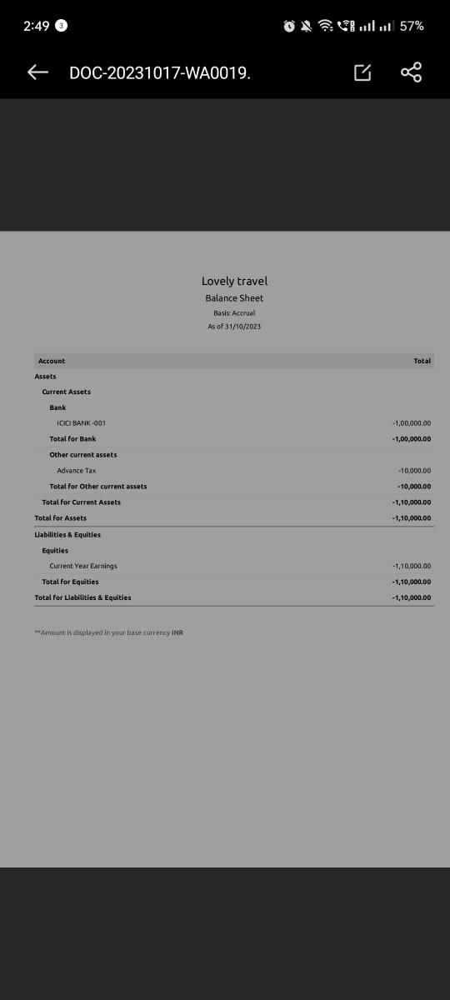 2:49 3 57%
DOC-20231017-WA0019.
Lovely travel
Balance Sheet
Basis: Accrual
As of 31/10/2023
Account Total
Assets
Current Assets
Bank
ICICI BANK -001 -1,00,000.00
Total for Bank -1,00,000.00
Other current assets
Advance Tax -10,000.00
Total for Other current assets -10,000.00
Total for Current Assets -1,10,000.00
Total for Assets -1,10,000.00
Liabilities & Equities
Equities
Current Year Earnings -1,10,000.00
Total for Equities -1,10,000.00
Total for Liabilities & Equities -1,10,000.00
**Amount is displayed in your base currency INR